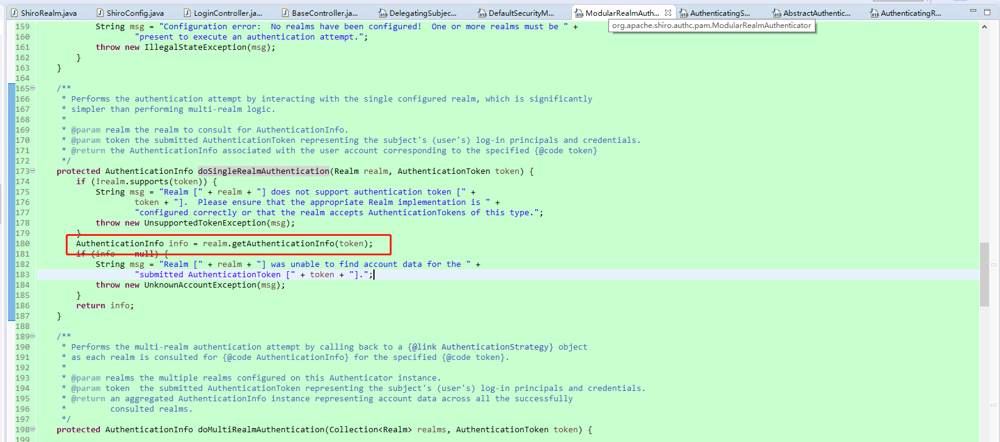 ShiroRealm.java ShiroConfig.java LoginController.ja... BaseController.ja... DelegatingSubjec... DefaultSecurityM... ModularRealmAuth... AuthenticatingS... AbstractAuthentic... AuthenticatingR...
org.apache.shiro.authc.pam.ModularRealmAuthenticator
159 String msg = "Configuration error:  No realms have been configured!  One or more realms must be " +
160 "present to execute an authentication attempt.";
161 throw new IllegalStateException(msg);
162 }
163 }
164
165 /**
166 * Performs the authentication attempt by interacting with the single configured realm, which is significantly
167 * simpler than performing multi-realm logic.
168 *
169 * @param realm the realm to consult for AuthenticationInfo.
170 * @param token the submitted AuthenticationToken representing the subject's (user's) log-in principals and credentials.
171 * @return the AuthenticationInfo associated with the user account corresponding to the specified {@code token}
172 */
173 protected AuthenticationInfo doSingleRealmAuthentication(Realm realm, AuthenticationToken token) {
174 if (!realm.supports(token)) {
175 String msg = "Realm [" + realm + "] does not support authentication token [" +
176 token + "].  Please ensure that the appropriate Realm implementation is " +
177 "configured correctly or that the realm accepts AuthenticationTokens of this type.";
178 throw new UnsupportedTokenException(msg);
179 }
180 AuthenticationInfo info = realm.getAuthenticationInfo(token);
181 if (info == null) {
182 String msg = "Realm [" + realm + "] was unable to find account data for the " +
183 "submitted AuthenticationToken [" + token + "].";
184 throw new UnknownAccountException(msg);
185 }
186 return info;
187 }
188
189 /**
190 * Performs the multi-realm authentication attempt by calling back to a {@link AuthenticationStrategy} object
191 * as each realm is consulted for {@code AuthenticationInfo} for the specified {@code token}.
192 *
193 * @param realms the multiple realms configured on this Authenticator instance.
194 * @param token  the submitted AuthenticationToken representing the subject's (user's) log-in principals and credentials.
195 * @return an aggregated AuthenticationInfo instance representing account data across all the successfully
196 *         consulted realms.
197 */
198 protected AuthenticationInfo doMultiRealmAuthentication(Collection<Realm> realms, AuthenticationToken token) {
199